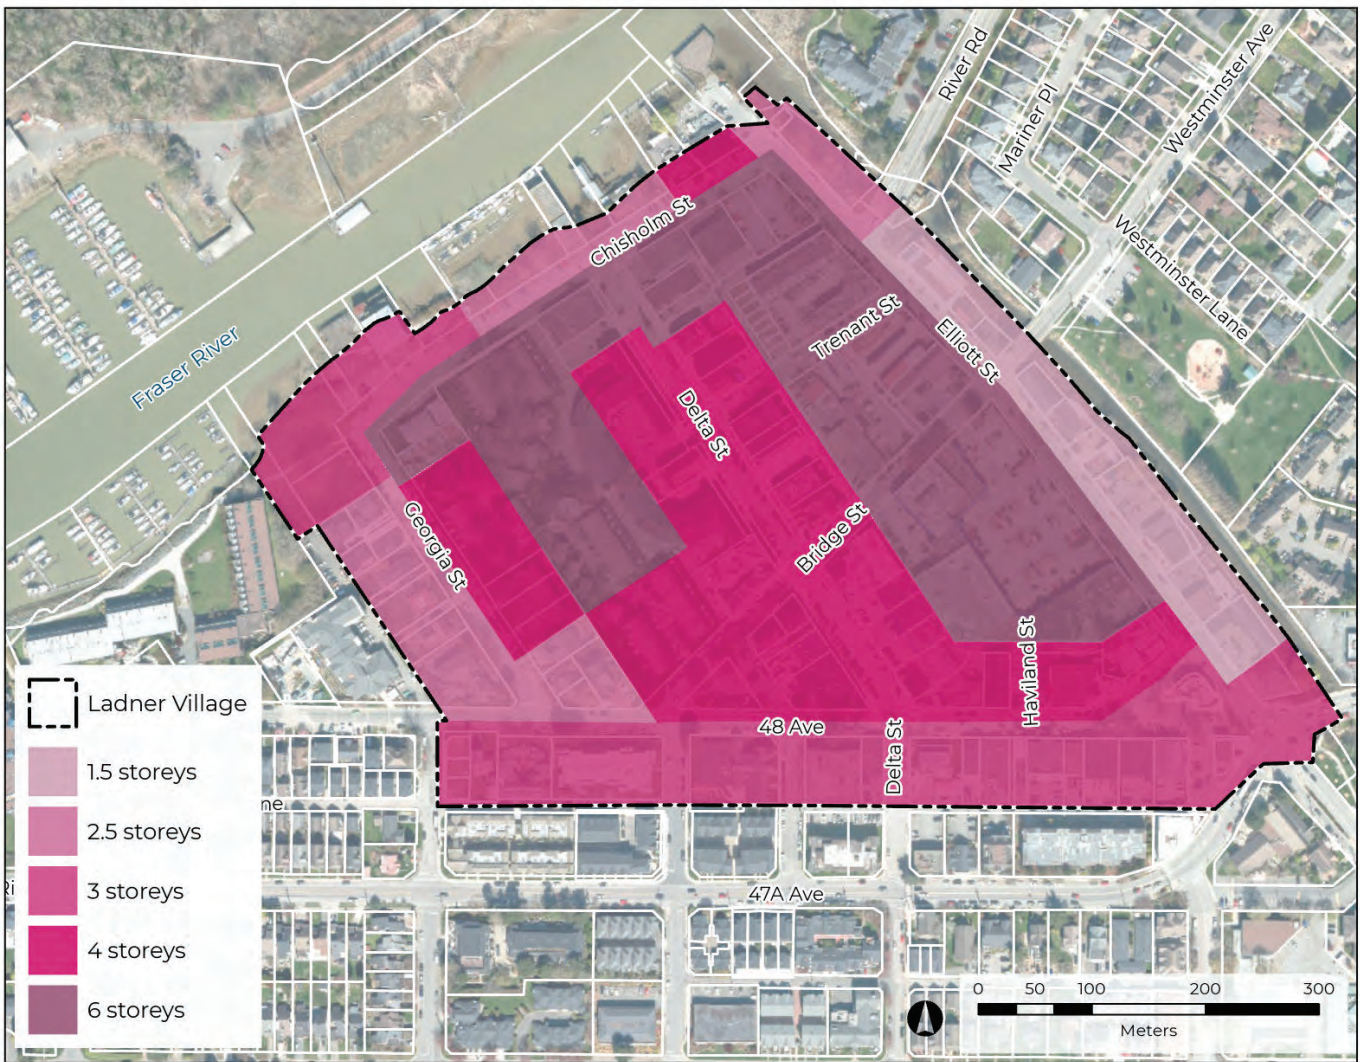 River Rd
Mariner Pl
Westminster Ave
Westminster Lane
Chisholm St
Trenant St
Elliott St
Fraser River
Delta St
Bridge St
Georgia St
Haviland St
48 Ave
Delta St
47A Ave
Ladner Village
1.5 storeys
2.5 storeys
3 storeys
4 storeys
6 storeys
0 50 100 200 300
Meters